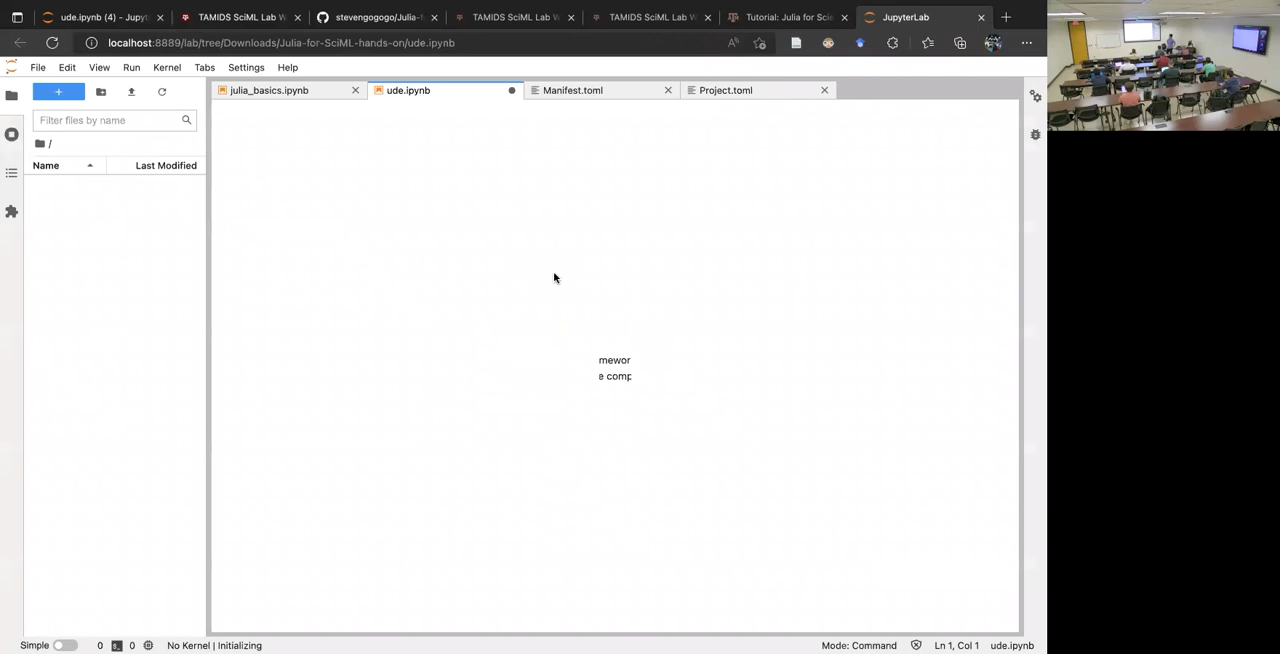 ude.ipynb (4) - Jupyt
TAMIDS SciML Lab W
stevengogogo/Julia-
TAMIDS SciML Lab W
TAMIDS SciML Lab W
Tutorial: Julia for Scie
JupyterLab
localhost:8889/lab/tree/Downloads/Julia-for-SciML-hands-on/ude.ipynb
File Edit View Run Kernel Tabs Settings Help
julia_basics.ipynb
ude.ipynb
Manifest.toml
Project.toml
Filter files by name
/
Name Last Modified
mewor
e comp
Simple 0 0 No Kernel | Initializing Mode: Command Ln 1, Col 1 ude.ipynb